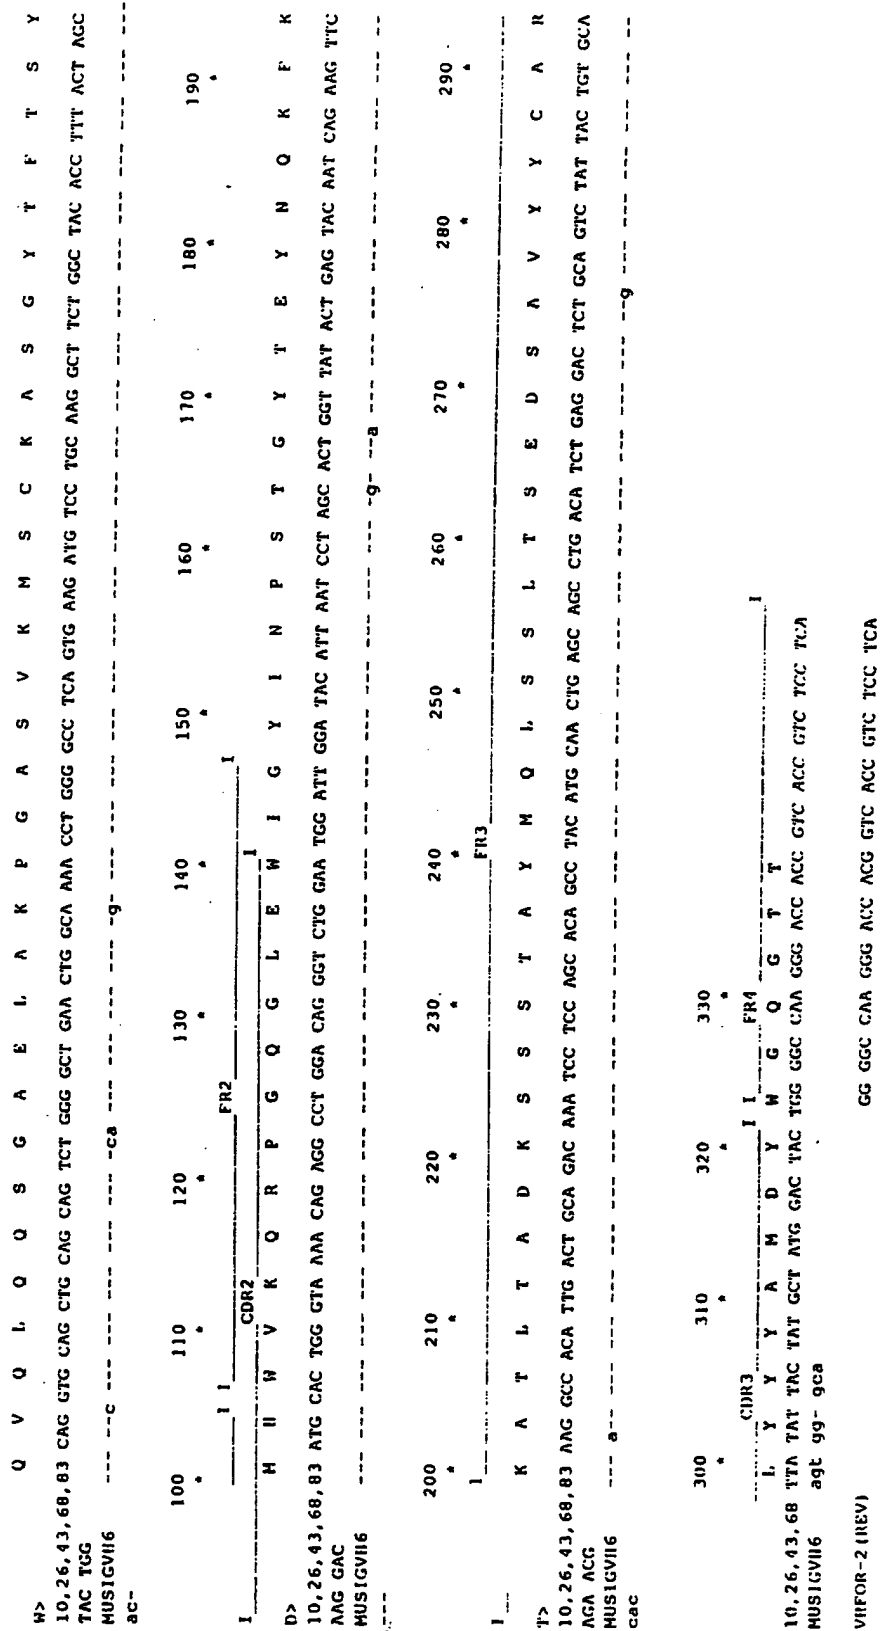 Q V Q L Q Q S G A E L A K P G A S V K M S C K A S G Y T F T S Y
W>
10,26,43,68,83 CAG GTG CAG CTG CAG CAG TCT GGG GCT GAA CTG GCA AAA CCT GGG GCC TCA GTG AAG ATG TCC TGC AAG GCT TCT GGC TAC ACC TTT ACT AGC
TAC TGG
MUSIGVH6 --- --c --- --- --- --- -ca --- --- --- --- --- -g- --- --- --- --- --- --- --- --- --- --- --- --- --- --- --- --- --- ---
ac-
100 110 120 130 140 150 160 170 180 190
* * * * * * * * * *
I I FR2 I
I CDR2 I
M H W V K Q R P G Q G L E W I G Y I N P S T G Y T E Y N Q K F K
D>
10,26,43,68,83 ATG CAC TGG GTA AAA CAG AGG CCT GGA CAG GGT CTG GAA TGG ATT GGA TAC ATT AAT CCT AGC ACT GGT TAT ACT GAG TAC AAT CAG AAG TTC
AAG GAC
MUSIGVH6 --- --- --- --- --- --- --- --- --- --- --- --- --- --- --- --- --- --- --- --- -g- --- --a --- --- --- --- --- --- --- ---
---
200 210 220 230 240 250 260 270 280 290
* * * * * * * * * *
I I FR3
K A T L T A D K S S S T A Y M Q L S S L T S E D S A V Y Y C A R
T>
10,26,43,68,83 AAG GCC ACA TTG ACT GCA GAC AAA TCC TCC AGC ACA GCC TAC ATG CAA CTG AGC AGC CTG ACA TCT GAG GAC TCT GCA GTC TAT TAC TGT GCA
AGA ACG
MUSIGVH6 --- a-- --- --- --- --- --- --- --- --- --- --- --- --- --- --- --- --- --- --- --- --- --- --- --- --g --- --- --- --- ---
cac
300 310 320 330
* * * *
CDR3 I I FR4 I
L Y Y Y A M D Y W G Q G T T
10,26,43,68 TTA TAT TAC TAT GCT ATG GAC TAC TGG GGC CAA GGG ACC ACC GTC ACC GTC TCC TCA
MUSIGVH6 agt gg- gca
VHFOR-2(REV) GG GGC CAA GGG ACC ACG GTC ACC GTC TCC TCA